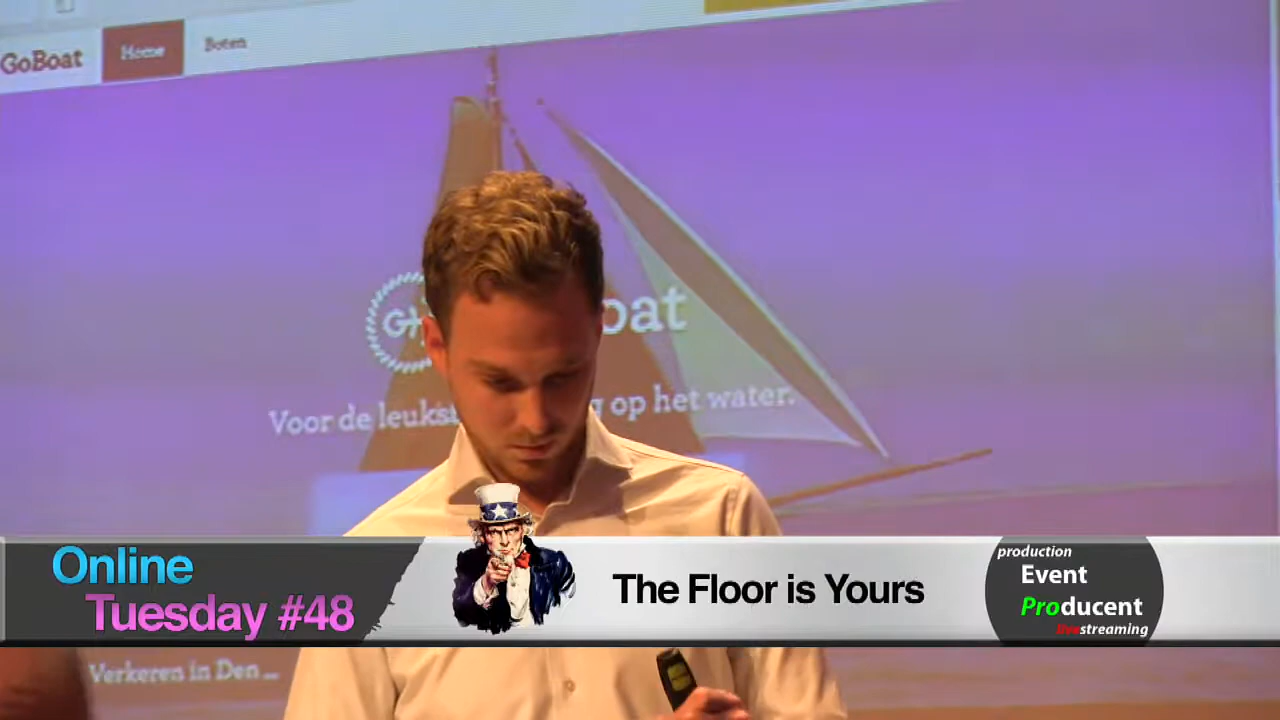 GoBoat Home Boten
G
oat
Voor de leukst g op het water.
Online
Tuesday #48
The Floor is Yours
production
Event
Producent
livestreaming
Verkeren in Den ...